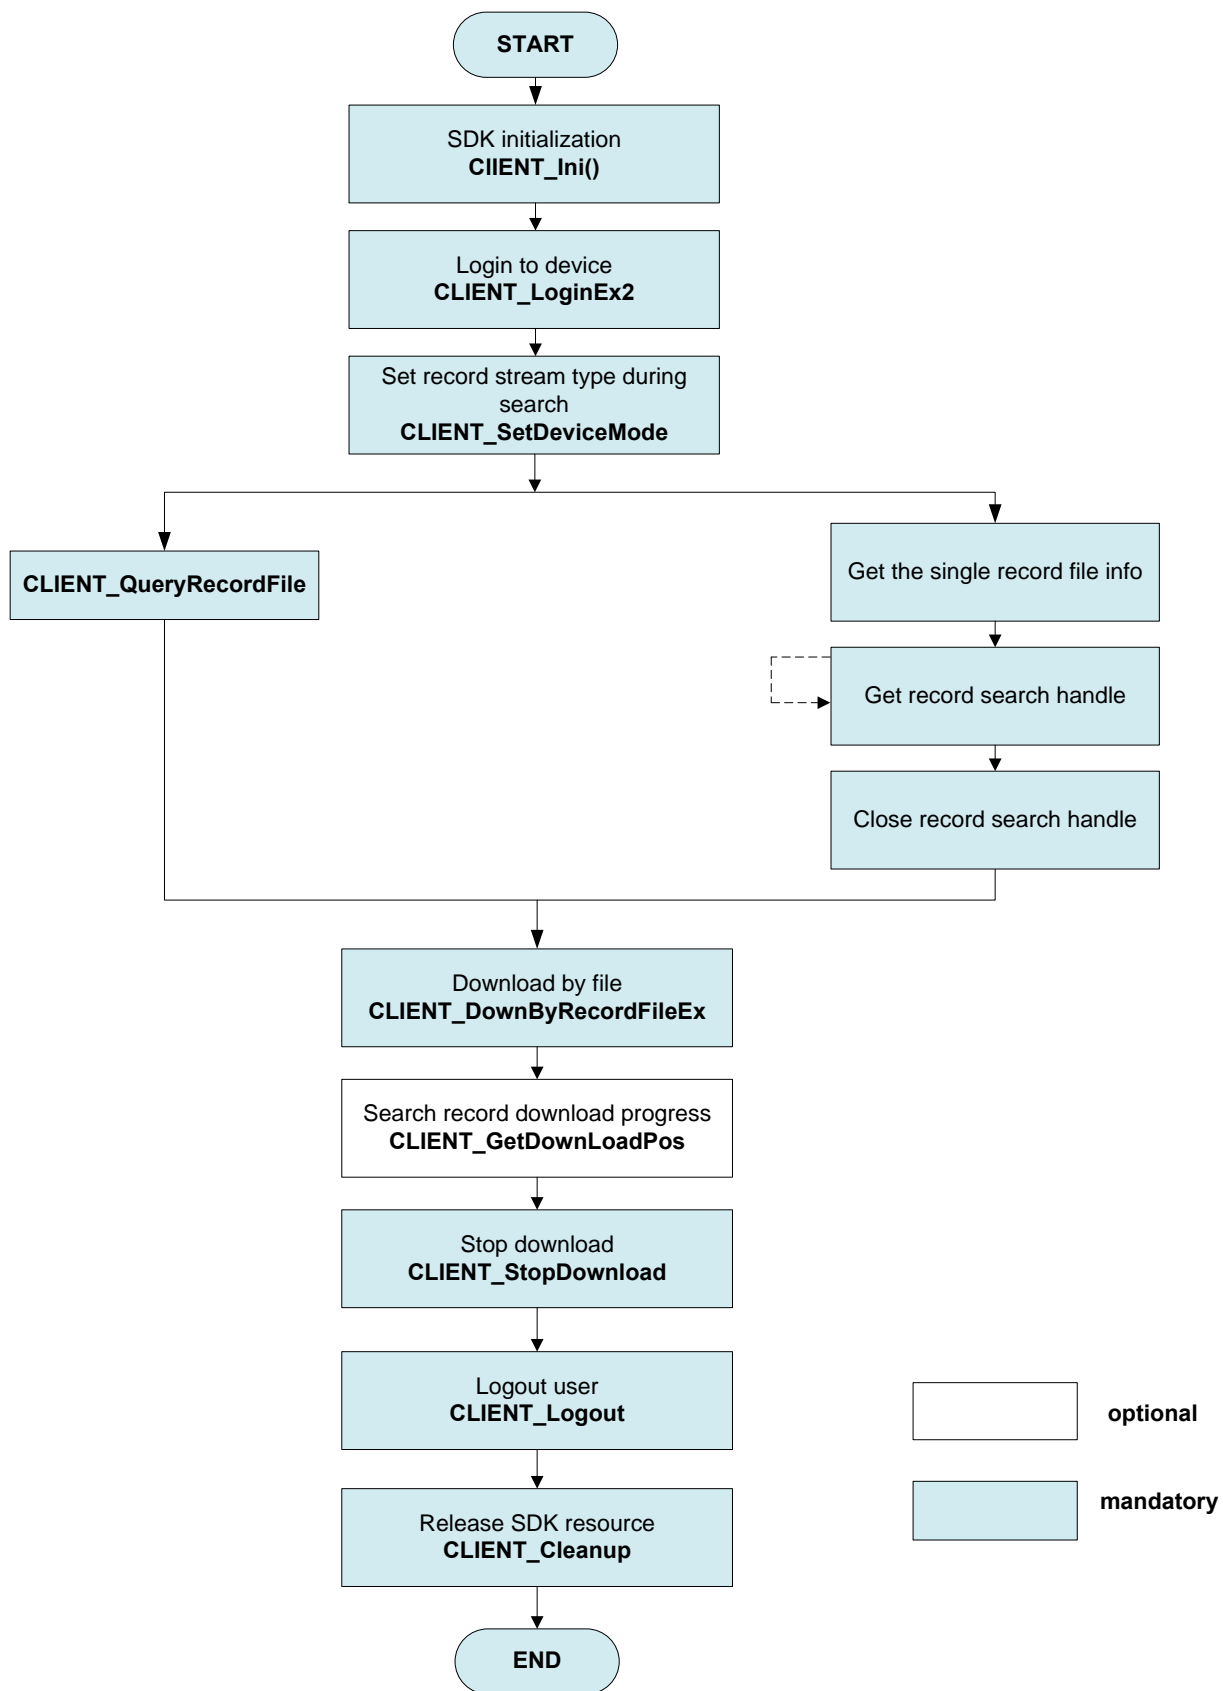 START
SDK initialization
ClIENT_Ini()
Login to device
CLIENT_LoginEx2
Set record stream type during
search
CLIENT_SetDeviceMode
CLIENT_QueryRecordFile
Get the single record file info
Get record search handle
Close record search handle
Download by file
CLIENT_DownByRecordFileEx
Search record download progress
CLIENT_GetDownLoadPos
Stop download
CLIENT_StopDownload
Logout user
CLIENT_Logout
optional
mandatory
Release SDK resource
CLIENT_Cleanup
END